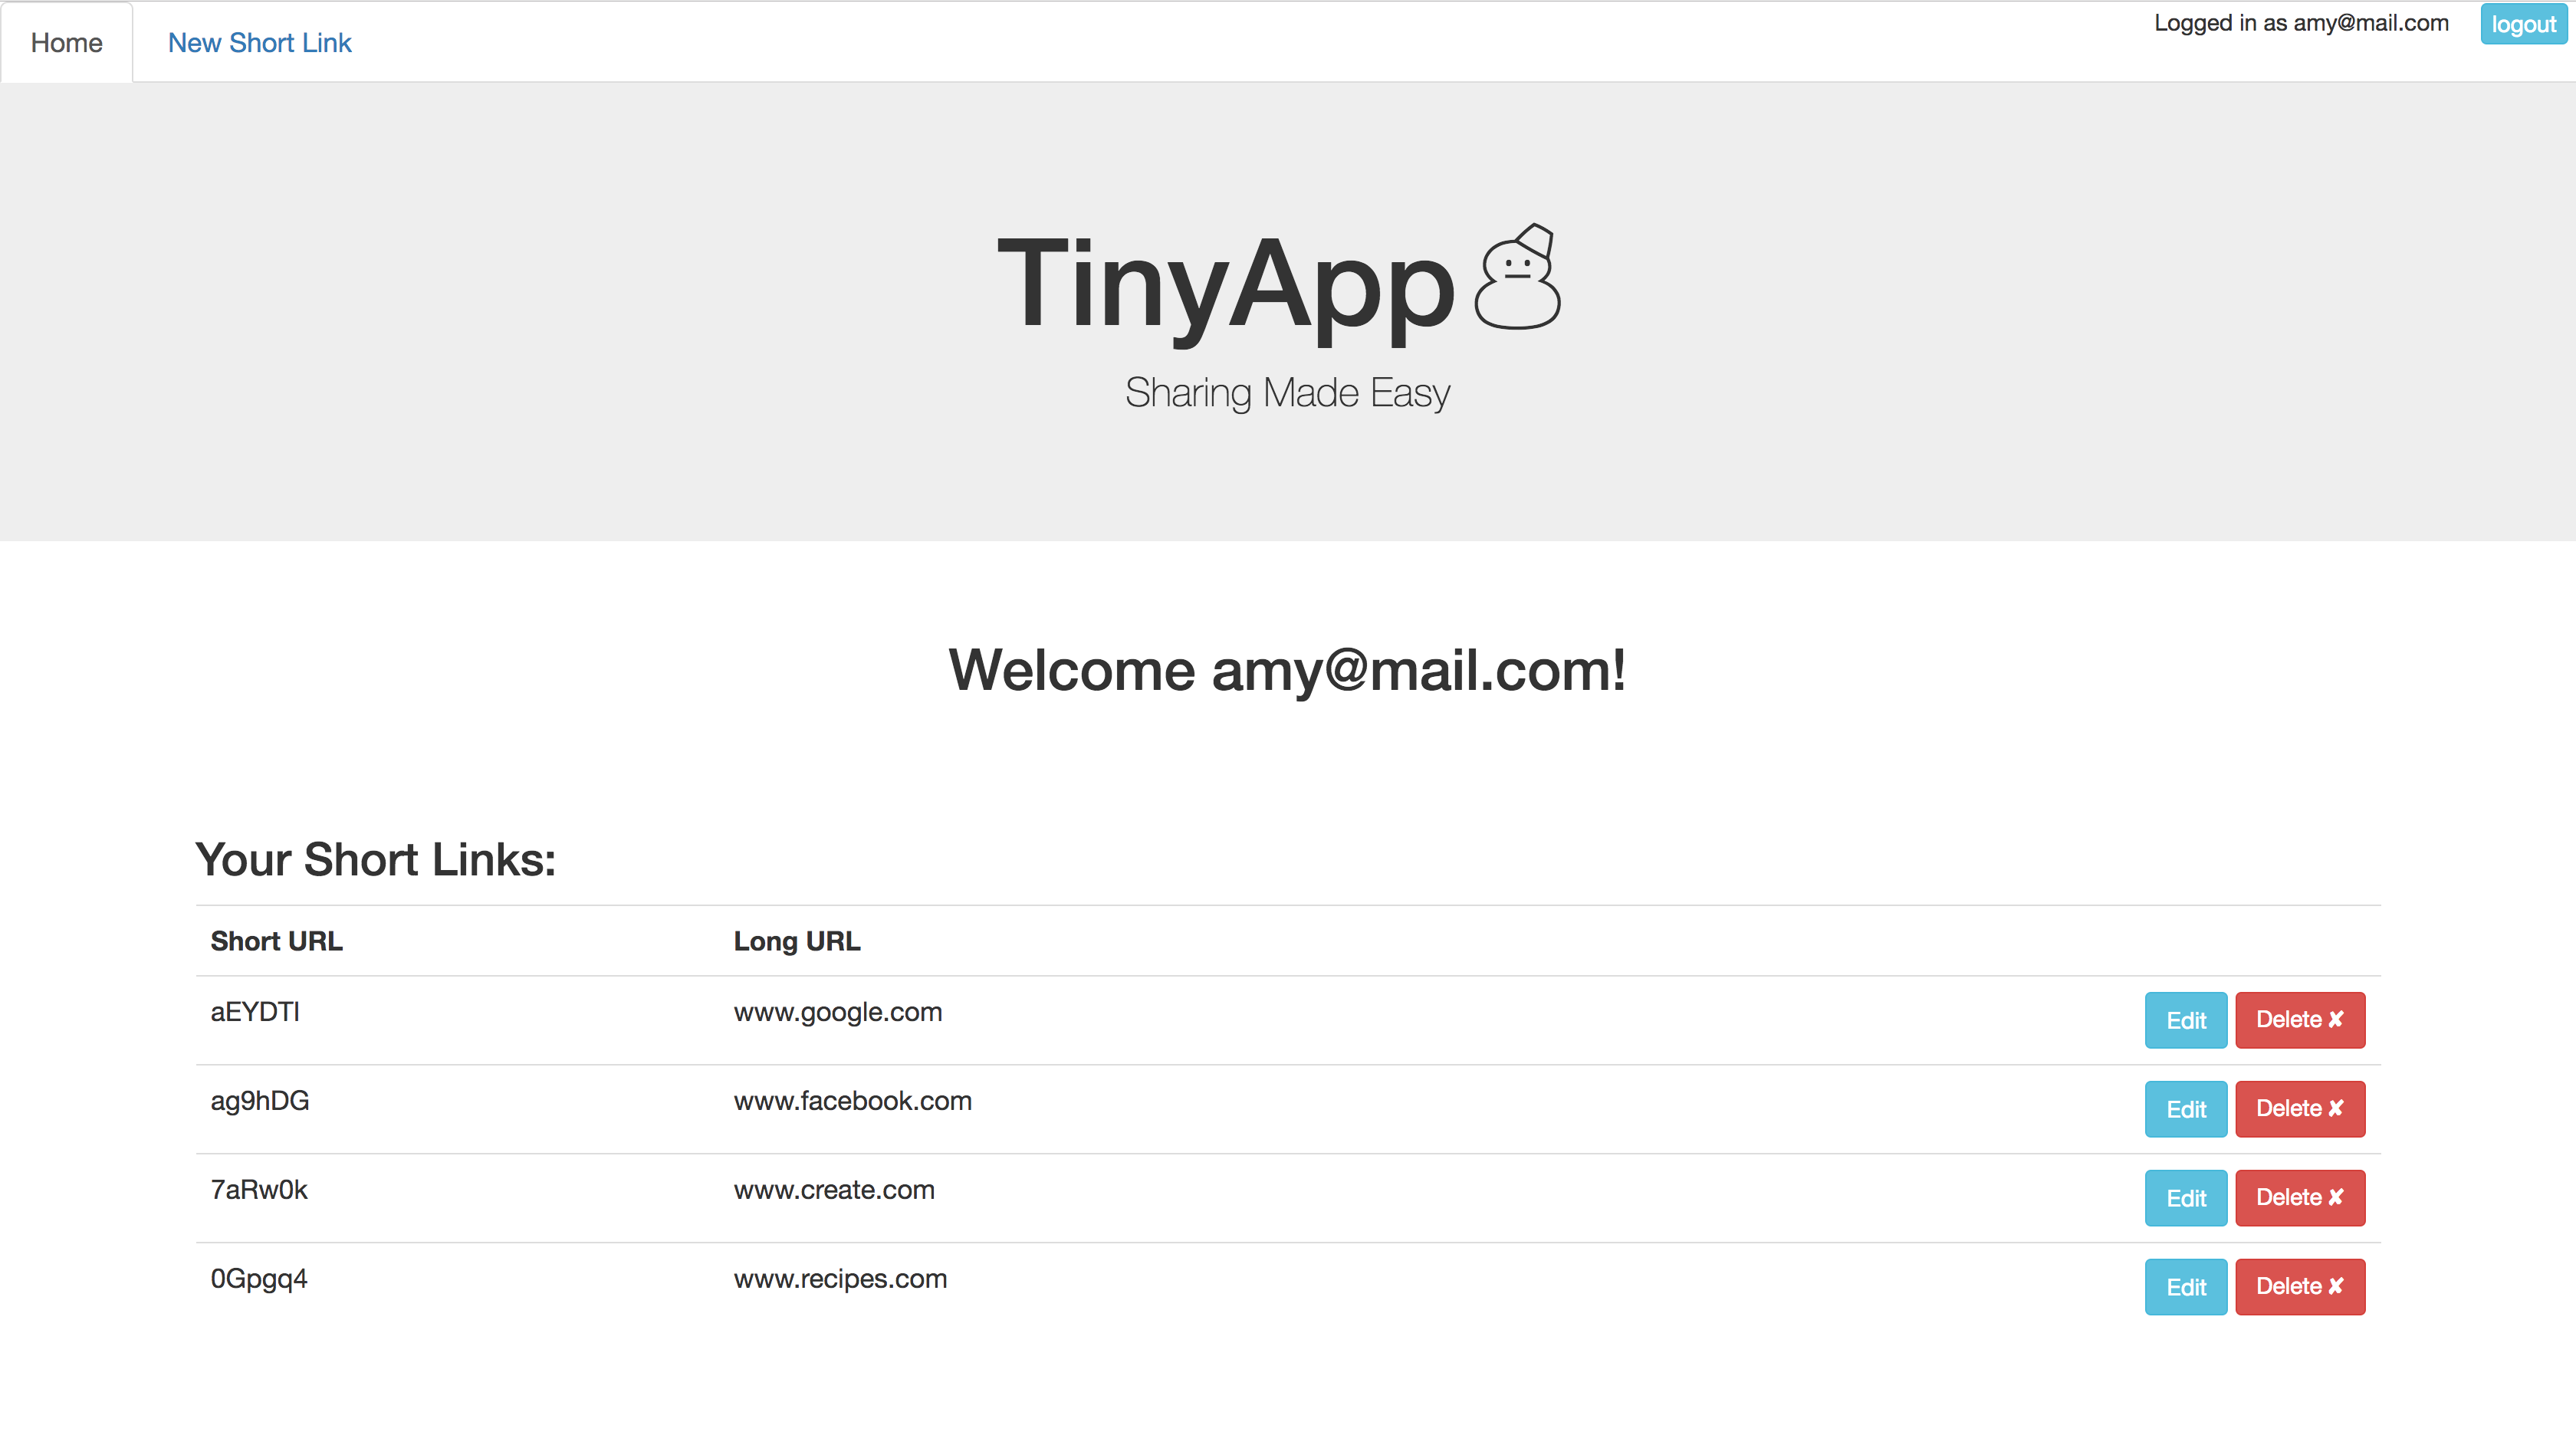 Home New Short Link Logged in as amy@mail.com logout
TinyApp
Sharing Made Easy
Welcome amy@mail.com!
Your Short Links:
Short URL Long URL
aEYDTI www.google.com Edit Delete ✘
ag9hDG www.facebook.com Edit Delete ✘
7aRw0k www.create.com Edit Delete ✘
0Gpgq4 www.recipes.com Edit Delete ✘